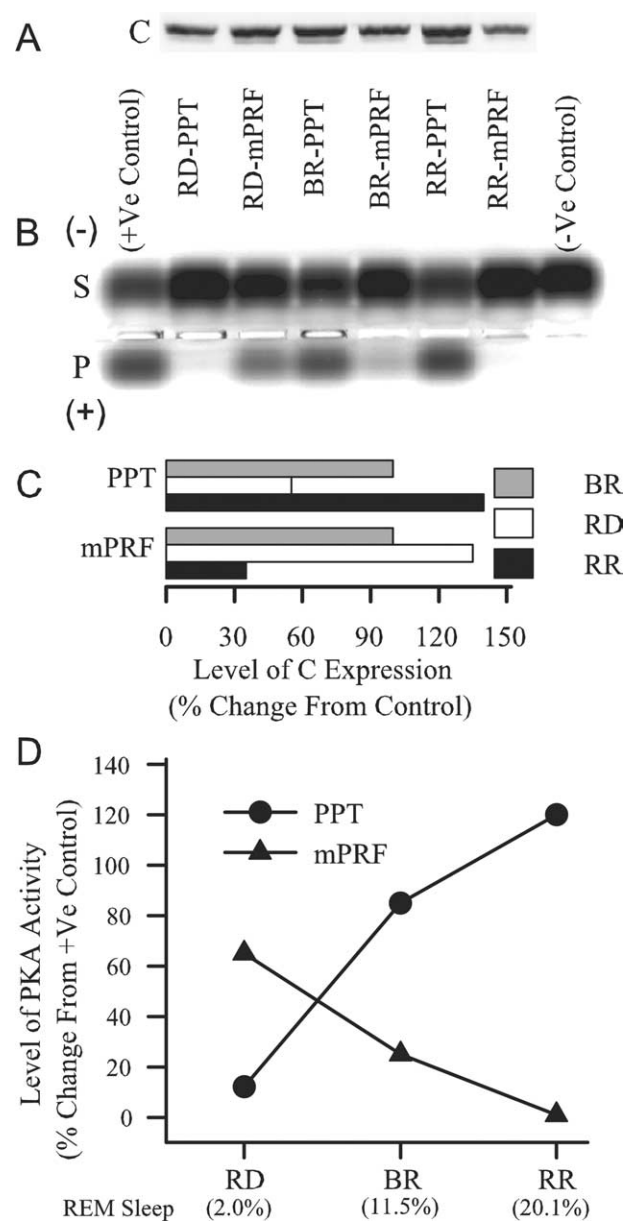 A
C
(+Ve Control)
RD-PPT
RD-mPRF
BR-PPT
BR-mPRF
RR-PPT
RR-mPRF
(-Ve Control)
B
(-)
S
P
(+)
C
PPT
mPRF
BR
RD
RR
0 30 60 90 120 150
Level of C Expression
(% Change From Control)
D
Level of PKA Activity
(% Change From +Ve Control)
140
120
100
80
60
40
20
0
PPT
mPRF
RD BR RR
REM Sleep (2.0%) (11.5%) (20.1%)